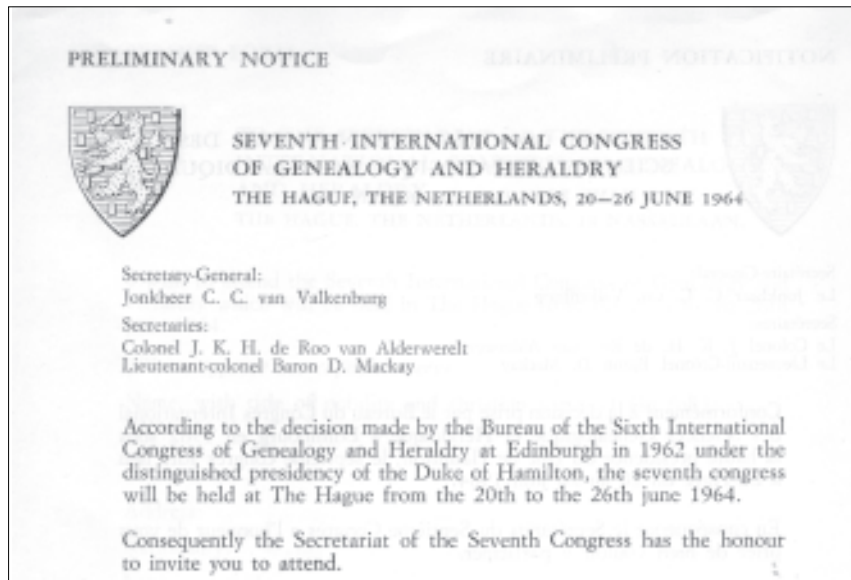 PRELIMINARY NOTICE
SEVENTH INTERNATIONAL CONGRESS
OF GENEALOGY AND HERALDRY
THE HAGUE, THE NETHERLANDS, 20—26 JUNE 1964
Secretary-General:
Jonkheer C. C. van Valkenburg
Secretaries:
Colonel J. K. H. de Roo van Alderwerelt
Lieutenant-colonel Baron D. Mackay
According to the decision made by the Bureau of the Sixth International
Congress of Genealogy and Heraldry at Edinburgh in 1962 under the
distinguished presidency of the Duke of Hamilton, the seventh congress
will be held at The Hague from the 20th to the 26th june 1964.
Consequently the Secretariat of the Seventh Congress has the honour
to invite you to attend.